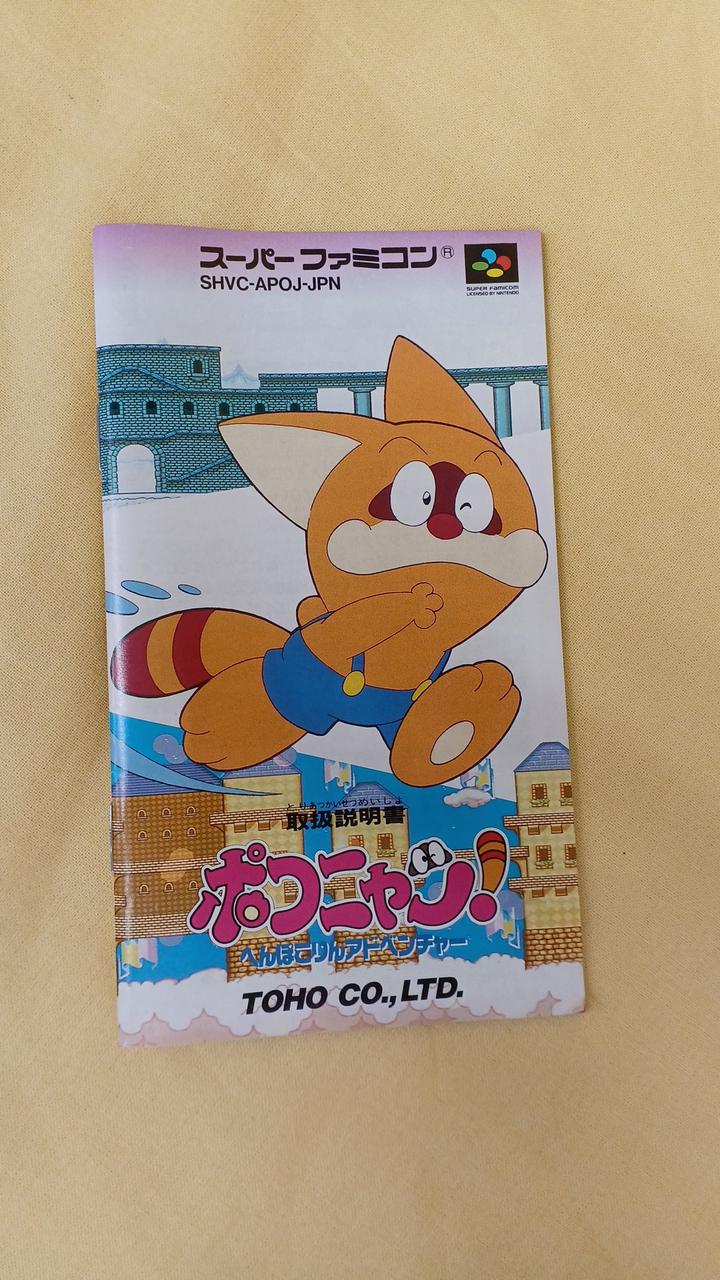 スーパーファミコン®
SHVC-APOJ-JPN
SUPER FAMICOM
LICENSED BY NINTENDO
とりあつかいせつめいしょ
取扱説明書
ポコニャン!
へんぽこりんアドベンチャー
TOHO CO., LTD.